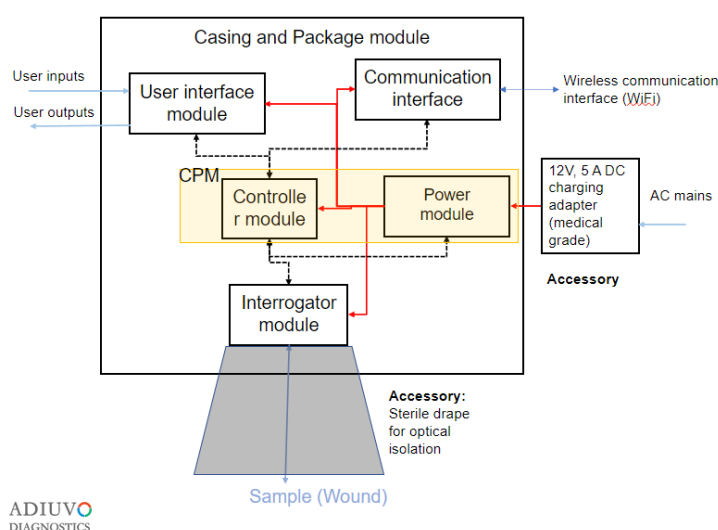 Casing and Package module
User inputs
User outputs
User interface
module
Communication
interface
Wireless communication
interface (WiFi)
CPM
Controlle
r module
Power
module
12V, 5 A DC
charging
adapter
(medical
grade)
AC mains
Accessory
Interrogator
module
Accessory:
Sterile drape
for optical
isolation
Sample (Wound)
ADIUVO
DIAGNOSTICS